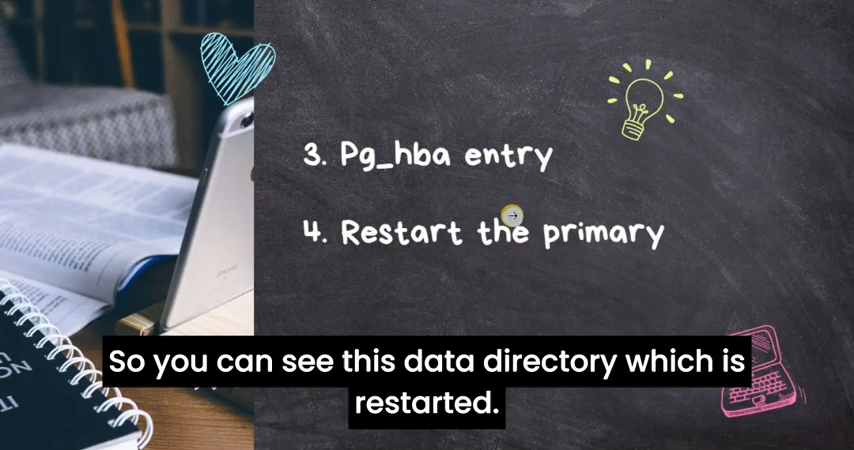 3. Pg_hba entry
4. Restart the primary
So you can see this data directory which is
restarted.